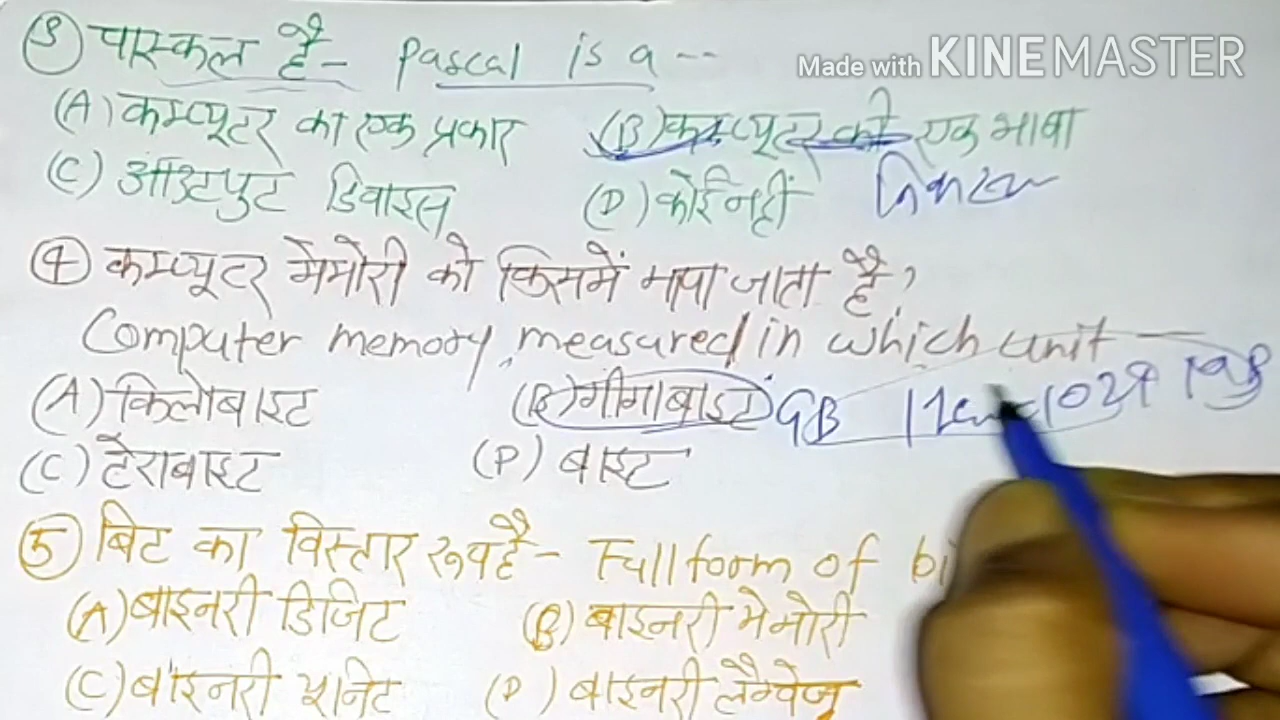 ③ पास्कल है- Pascal is a --
Made with KINEMASTER
(A) कम्प्यूटर का एक प्रकार (B) कम्प्यूटर की एक भाषा
(C) ऑउटपुट डिवाइस (D) कोई नहीं
④ कम्प्यूटर मेमोरी को किसमें मापा जाता है?
Computer memory measured in which unit —
(A) किलोबाइट (B) गीगाबाइट GB
(C) टैराबाइट (D) बाइट
⑤ बिट का विस्तार रूप है- Full form of
(A) बाइनरी डिजिट (B) बाइनरी मेमोरी
(C) बाइनरी यूनिट (D) बाइनरी लैंग्वेज